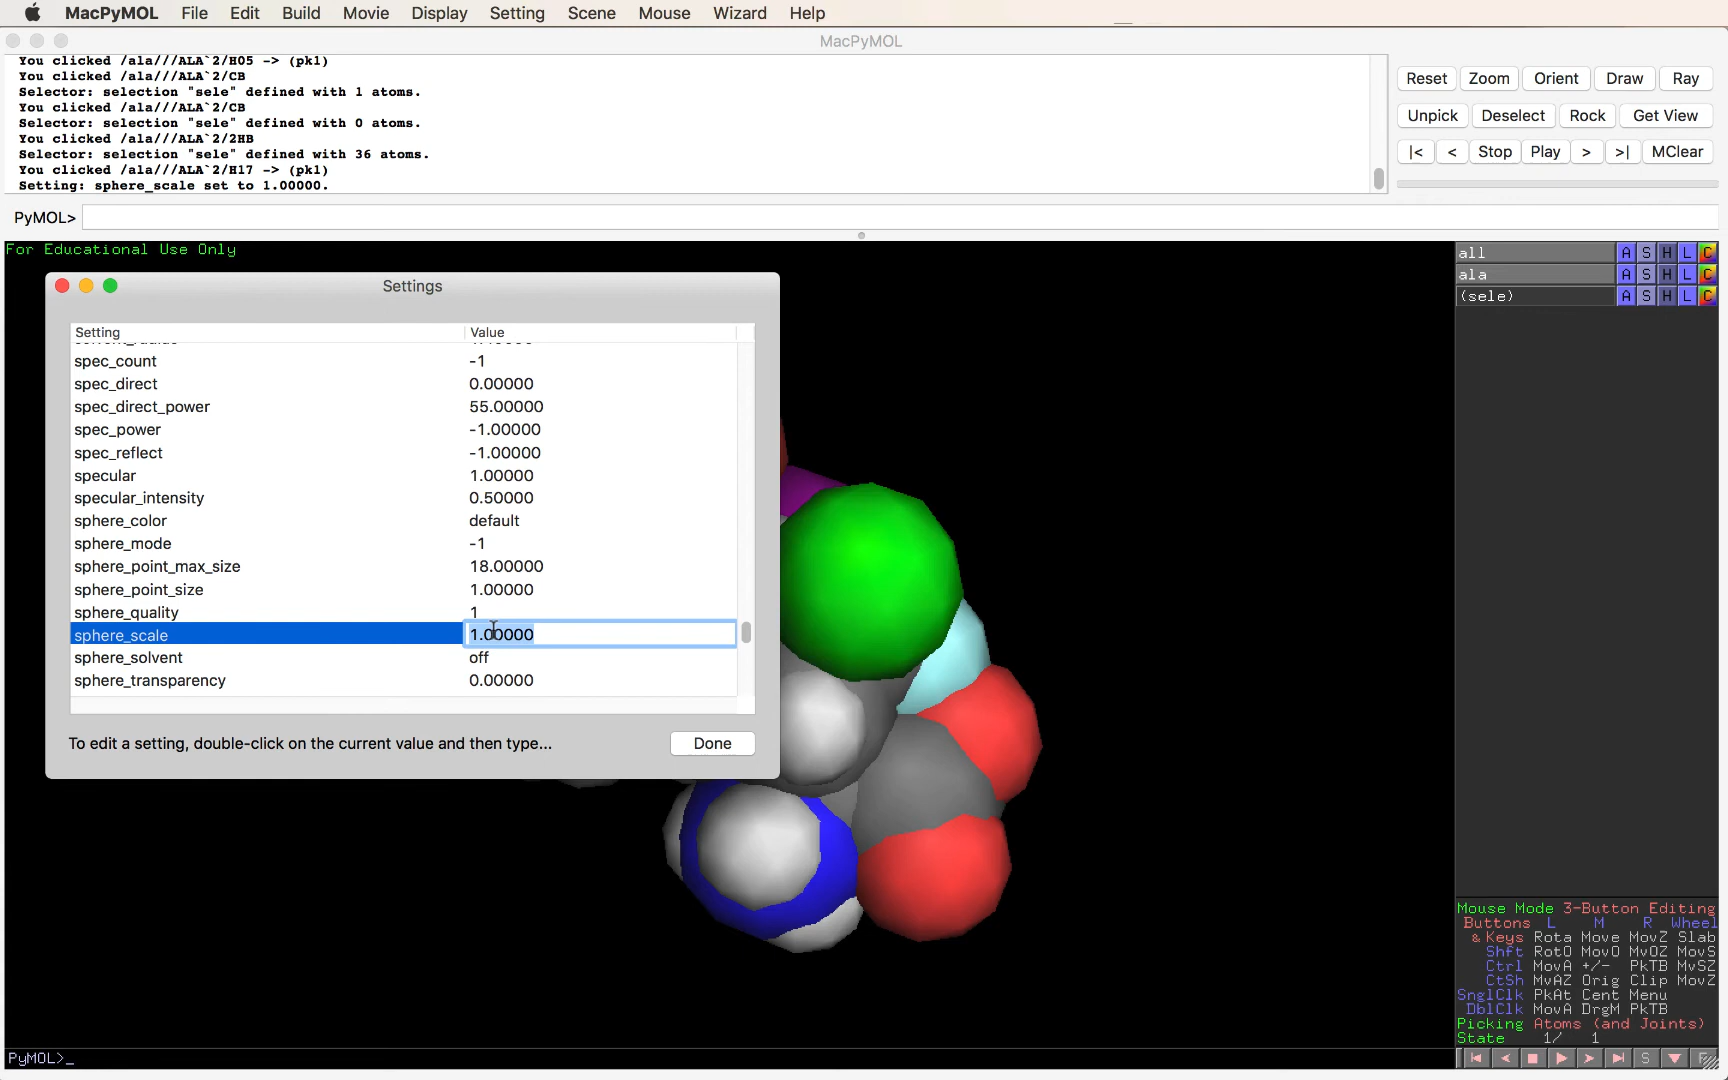 MacPyMOL File Edit Build Movie Display Setting Scene Mouse Wizard Help
MacPyMOL
You clicked /ala///ALA`2/H05 -> (pk1)
You clicked /ala///ALA`2/CB
Selector: selection "sele" defined with 1 atoms.
You clicked /ala///ALA`2/CB
Selector: selection "sele" defined with 0 atoms.
You clicked /ala///ALA`2/2HB
Selector: selection "sele" defined with 36 atoms.
You clicked /ala///ALA`2/H17 -> (pk1)
Setting: sphere_scale set to 1.00000.
Reset Zoom Orient Draw Ray
Unpick Deselect Rock Get View
|< < Stop Play > >| MClear
PyMOL>
For Educational Use Only
Settings
Setting Value
spec_count -1
spec_direct 0.00000
spec_direct_power 55.00000
spec_power -1.00000
spec_reflect -1.00000
specular 1.00000
specular_intensity 0.50000
sphere_color default
sphere_mode -1
sphere_point_max_size 18.00000
sphere_point_size 1.00000
sphere_quality 1
sphere_scale 1.00000
sphere_solvent off
sphere_transparency 0.00000
To edit a setting, double-click on the current value and then type...
Done
all A S H L C
ala A S H L C
(sele) A S H L C
Mouse Mode 3-Button Editing
Buttons L M R Wheel
& Keys Rota Move MovZ Slab
Shft RotO MovO MvOZ MovS
Ctrl MovA +/- PkTB MvSZ
CtSh MvAZ Orig Clip MovZ
SnglClk PkAt Cent Menu
DblClk MovA DrgM PkTB
Picking Atoms (and Joints)
State 1/ 1
PyMOL>_
S